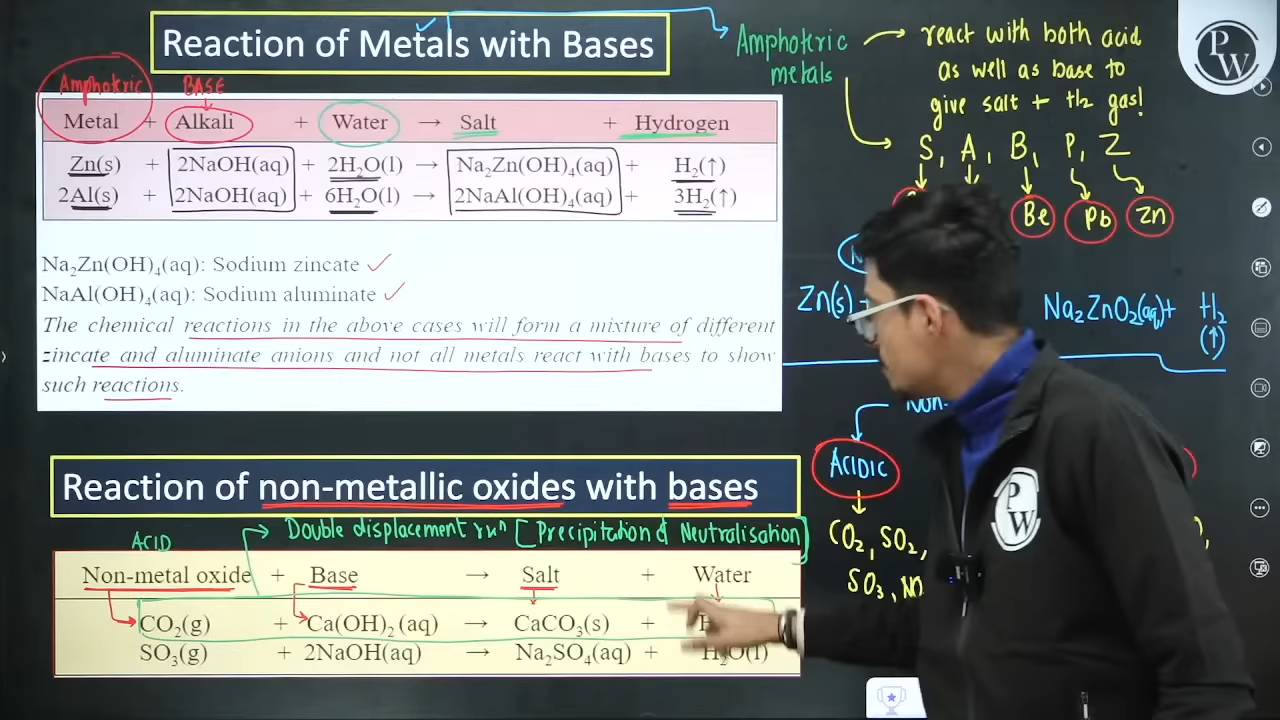 Reaction of Metals with Bases
Amphoteric metals
react with both acid
as well as base to
give salt + H2 gas!
S, A, B, P, Z
Be Pb Zn
Zn(s) +
Na₂ZnO₂(aq) + H₂
(↑)
Amphoteric BASE
Metal + Alkali + Water → Salt + Hydrogen
Zn(s) + 2NaOH(aq) + 2H₂O(l) → Na₂Zn(OH)₄(aq) + H₂(↑)
2Al(s) + 2NaOH(aq) + 6H₂O(l) → 2NaAl(OH)₄(aq) + 3H₂(↑)
Na₂Zn(OH)₄(aq): Sodium zincate ✓
NaAl(OH)₄(aq): Sodium aluminate ✓
The chemical reactions in the above cases will form a mixture of different
zincate and aluminate anions and not all metals react with bases to show
such reactions.
Reaction of non-metallic oxides with bases
Double displacement rxn [Precipitation & Neutralisation]
ACID
Non-metal oxide + Base → Salt + Water
CO₂(g) + Ca(OH)₂ (aq) → CaCO₃(s) +
SO₃(g) + 2NaOH(aq) → Na₂SO₄(aq) + H₂O(l)
ACIDIC
CO₂, SO₂,
SO₃,
P W
P W